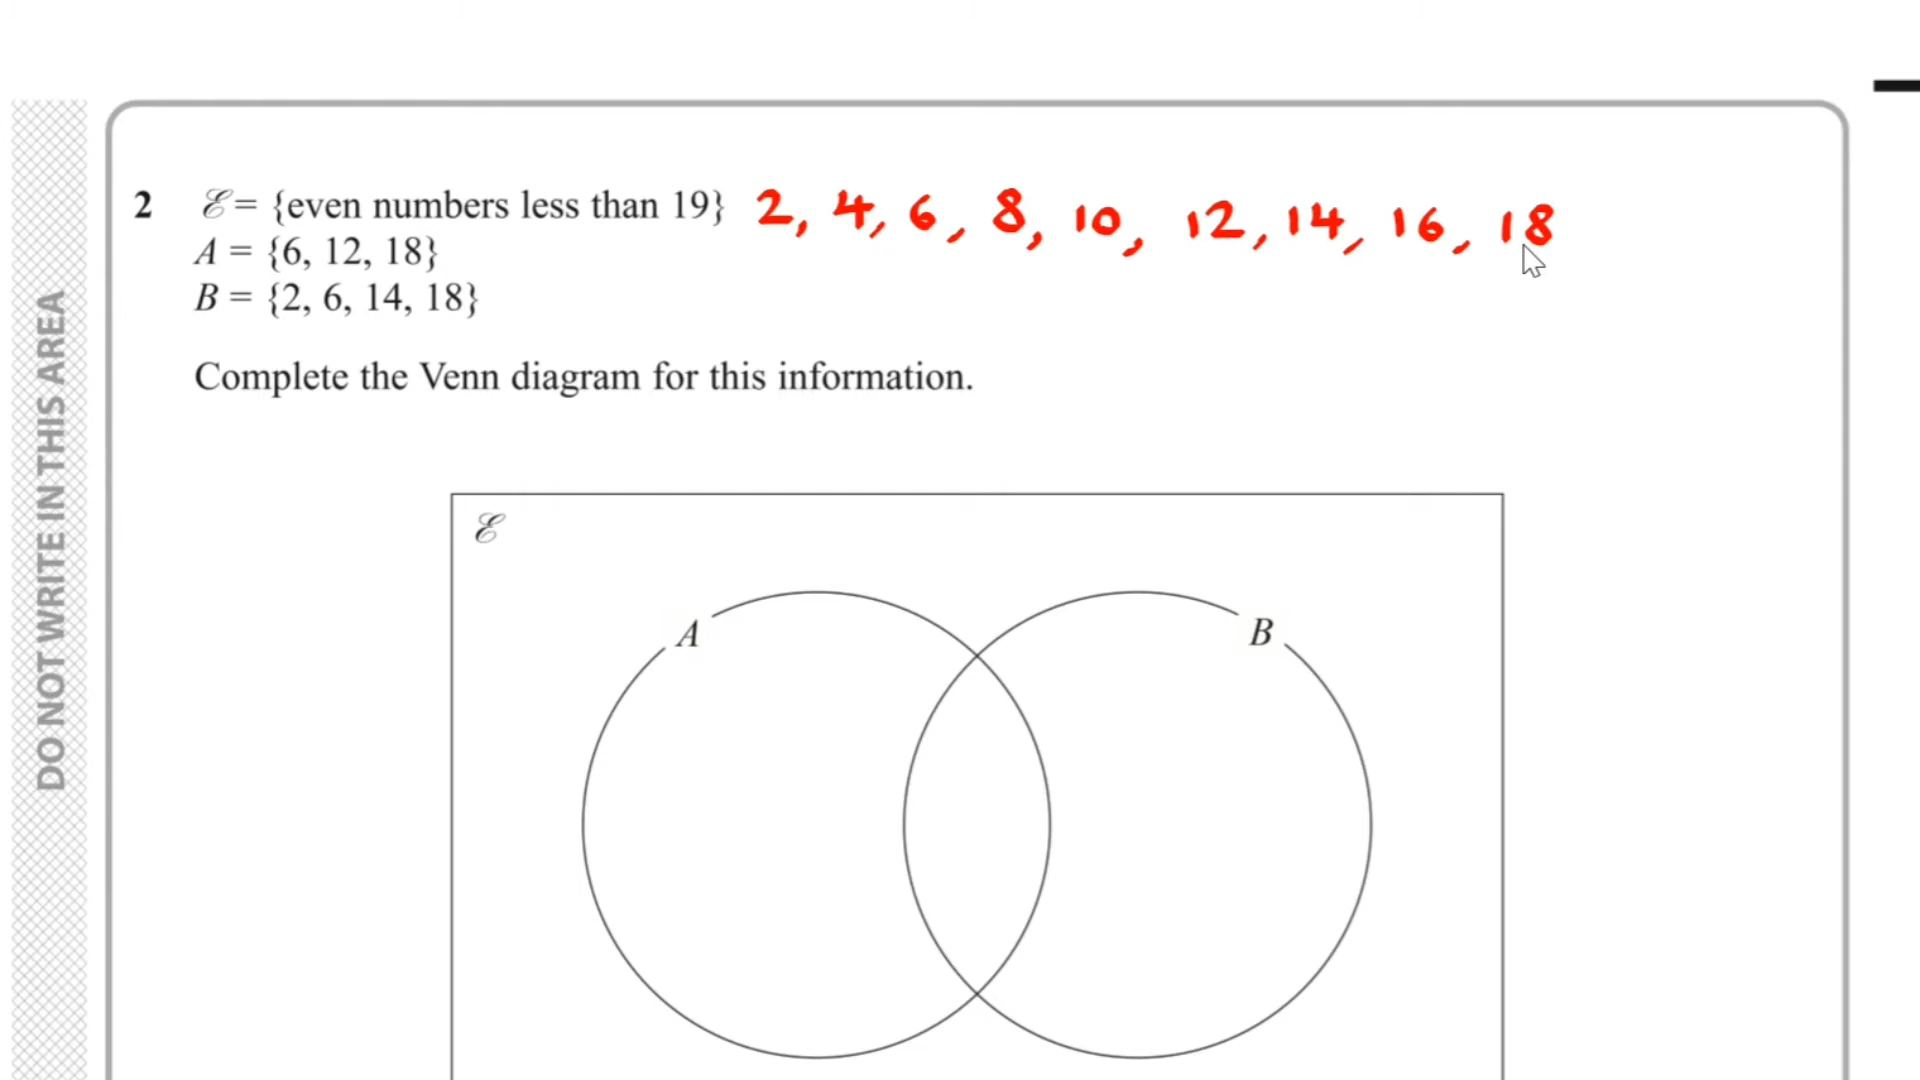 2 ℰ = {even numbers less than 19} 2, 4, 6, 8, 10, 12, 14, 16, 18
A = {6, 12, 18}
B = {2, 6, 14, 18}
Complete the Venn diagram for this information.
ℰ
A
B
DO NOT WRITE IN THIS AREA